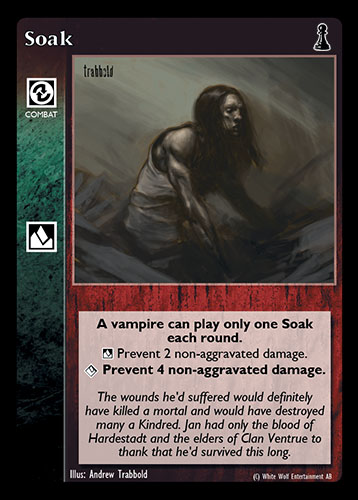 Soak
trabbold
COMBAT
A vampire can play only one Soak
each round.
Prevent 2 non-aggravated damage.
Prevent 4 non-aggravated damage.
The wounds he'd suffered would definitely
have killed a mortal and would have destroyed
many a Kindred. Jan had only the blood of
Hardestadt and the elders of Clan Ventrue to
thank that he'd survived this long.
Illus: Andrew Trabbold
(C) White Wolf Entertainment AB